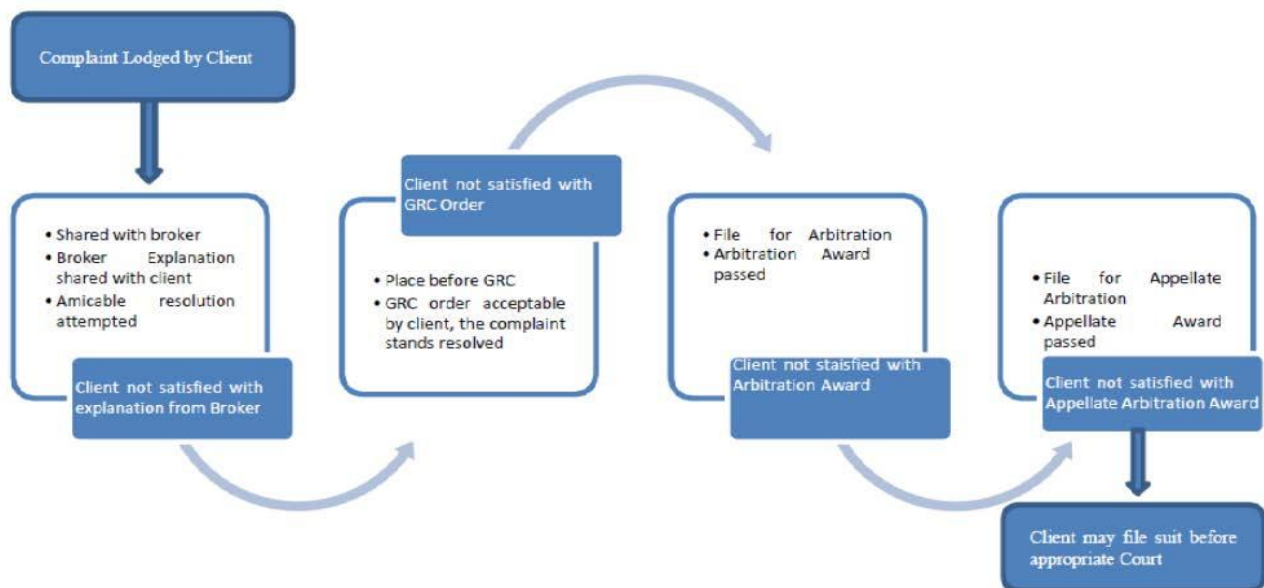 Complaint Lodged by Client
• Shared with broker
• Broker Explanation
shared with client
• Amicable resolution
attempted
Client not satisfied with
explanation from Broker
Client not satisfied with
GRC Order
• Place before GRC
• GRC order acceptable
by client, the complaint
stands resolved
• File for Arbitration
• Arbitration Award
passed
Client not staisfied with
Arbitration Award
• File for Appellate
Arbitration
• Appellate Award
passed
Client not satisfied with
Appellate Arbitration Award
Client may file suit before
appropriate Court